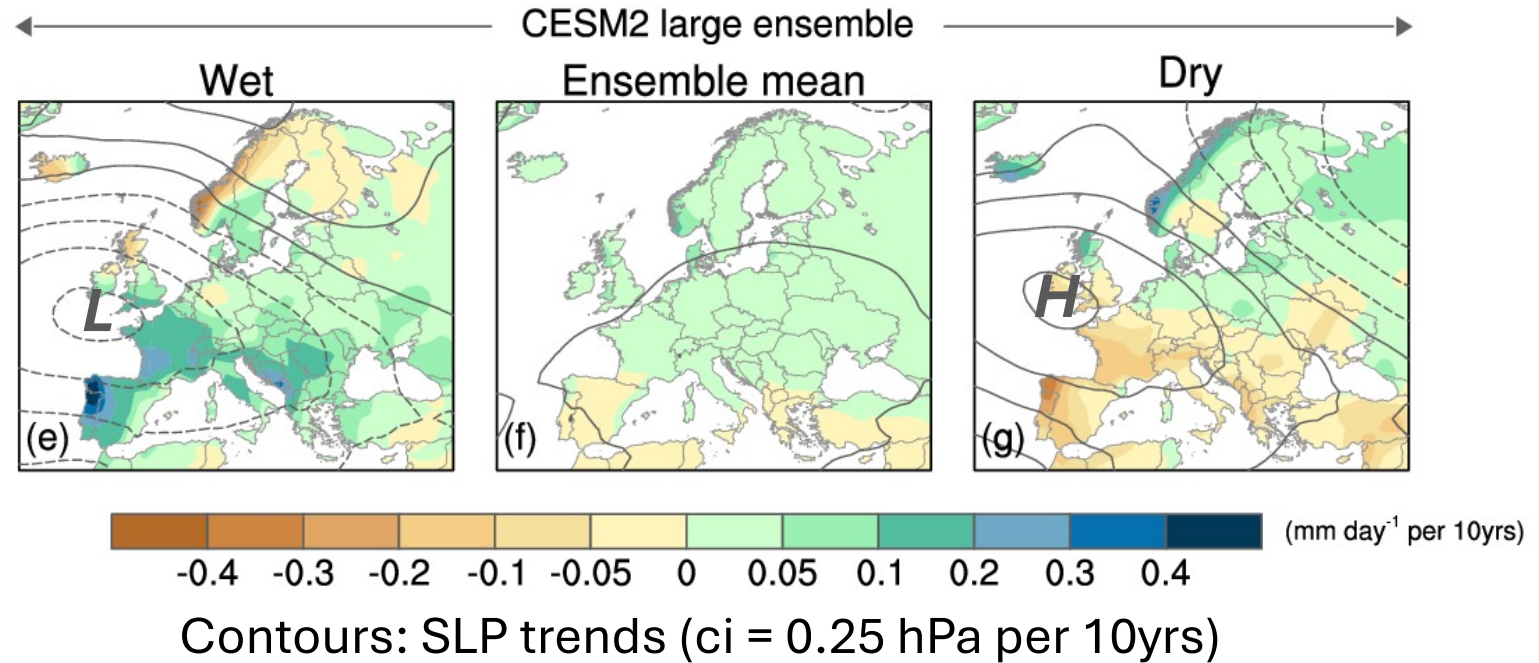 CESM2 large ensemble
Wet
Ensemble mean
Dry
L
H
(e)
(f)
(g)
-0.4 -0.3 -0.2 -0.1 -0.05 0 0.05 0.1 0.2 0.3 0.4
(mm day⁻¹ per 10yrs)
Contours: SLP trends (ci = 0.25 hPa per 10yrs)